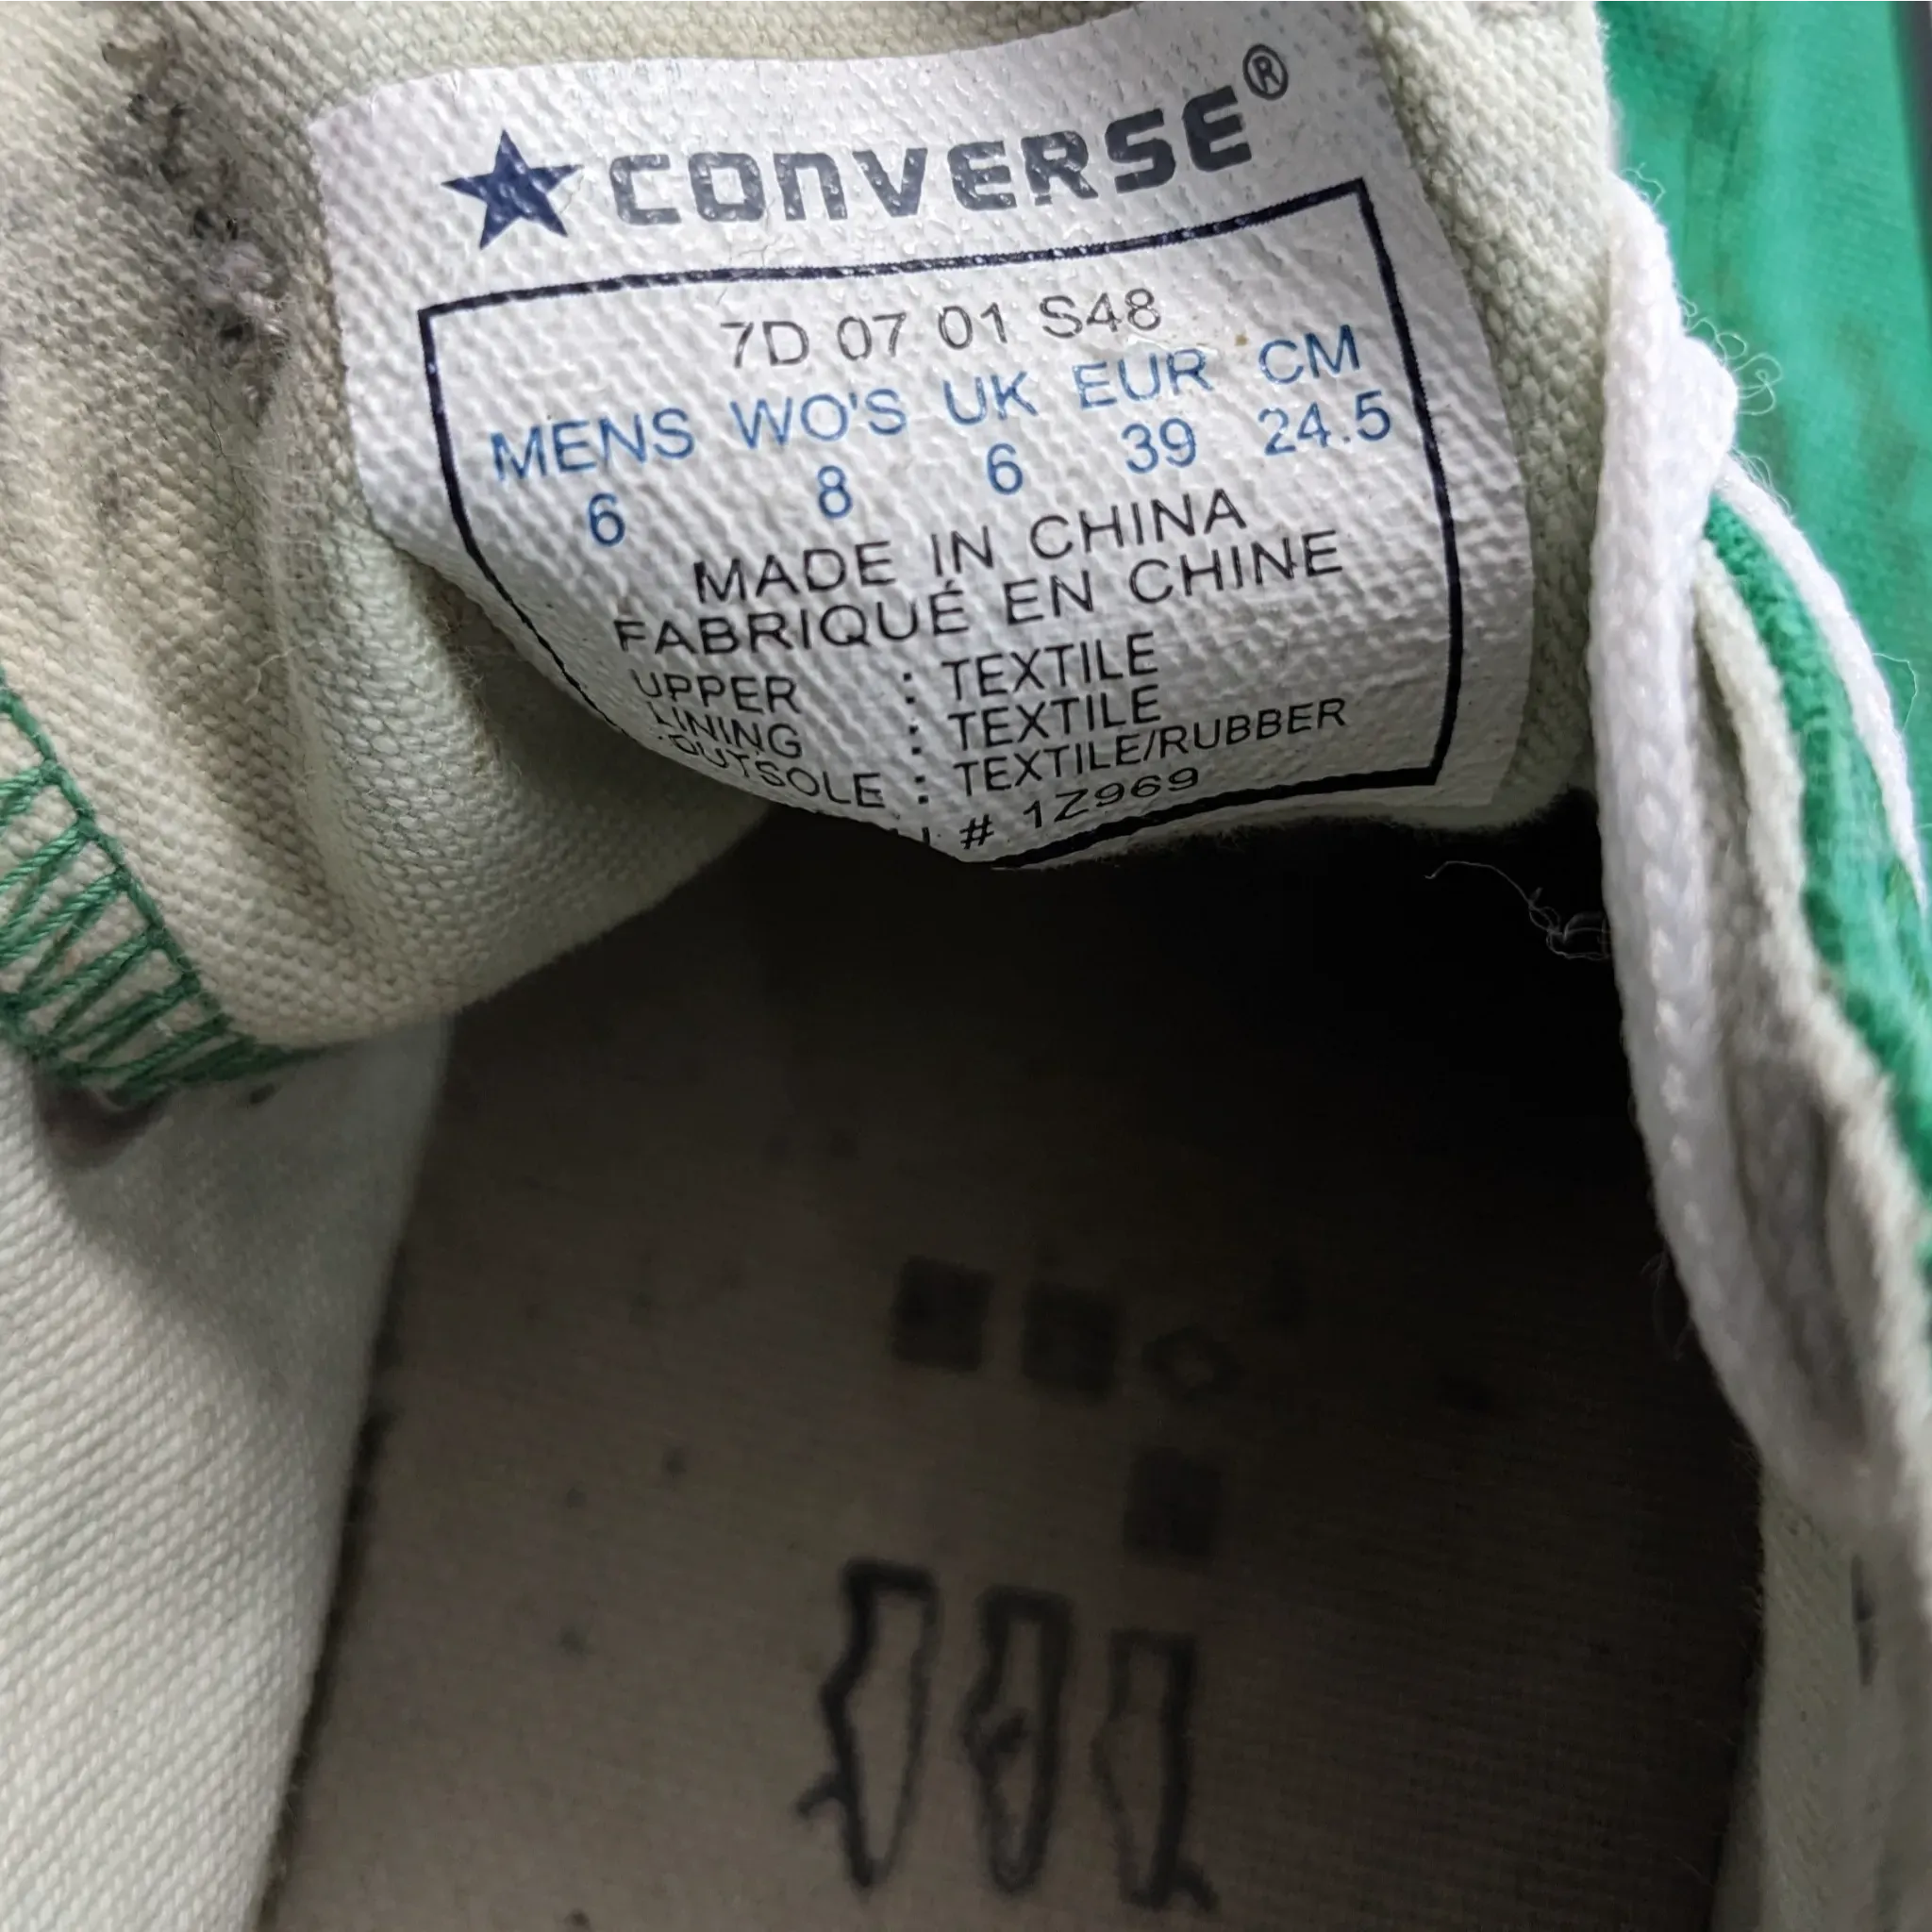 CONVERSE®
7D 07 01 S48
MENS WO'S UK EUR CM
6 8 6 39 24.5
MADE IN CHINA
FABRIQUÉ EN CHINE
UPPER : TEXTILE
LINING : TEXTILE
OUTSOLE : TEXTILE/RUBBER
# 1Z969